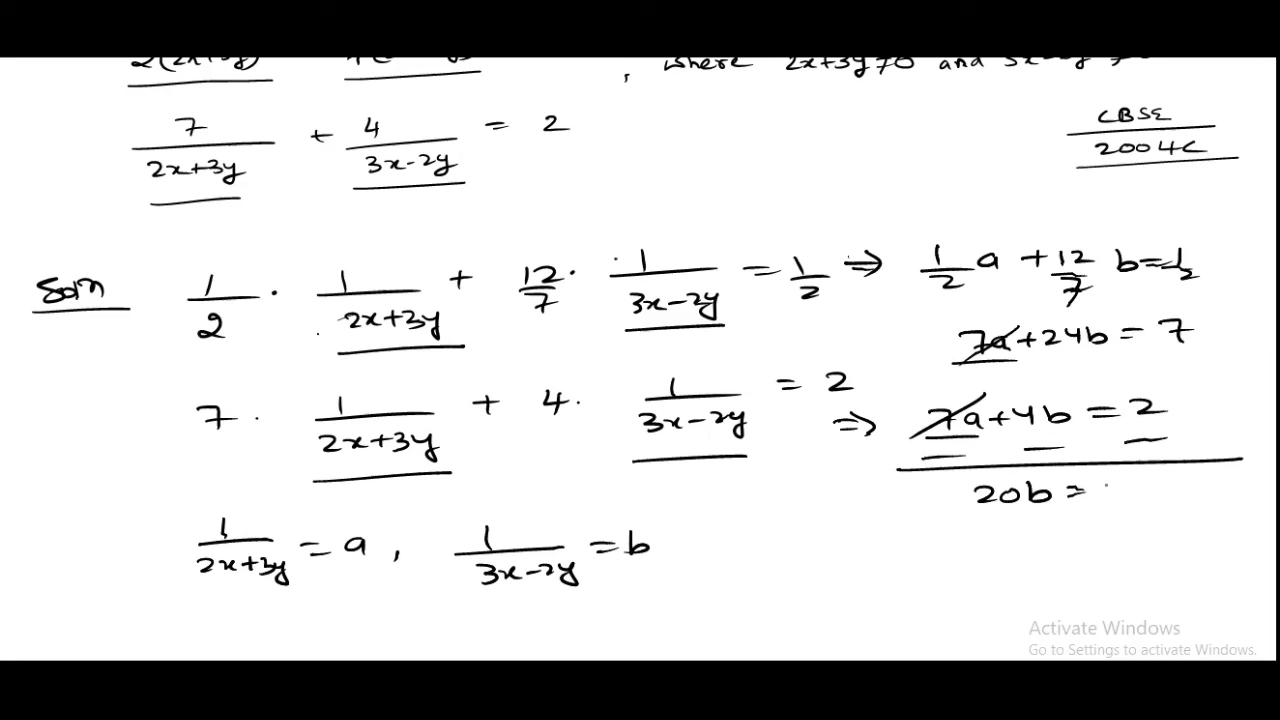 where 2x+3y≠0 and
7/(2x+3y) + 4/(3x-2y) = 2
CBSE
2004C
Soln 1/2 · 1/(2x+3y) + 12/7 · 1/(3x-2y) = 1/2 ⇒ 1/2 a + 12/7 b = 1/2
7a+24b = 7
7 · 1/(2x+3y) + 4 · 1/(3x-2y) = 2 ⇒ 7a+4b = 2
20b =
1/(2x+3y) = a , 1/(3x-2y) = b
Activate Windows
Go to Settings to activate Windows.